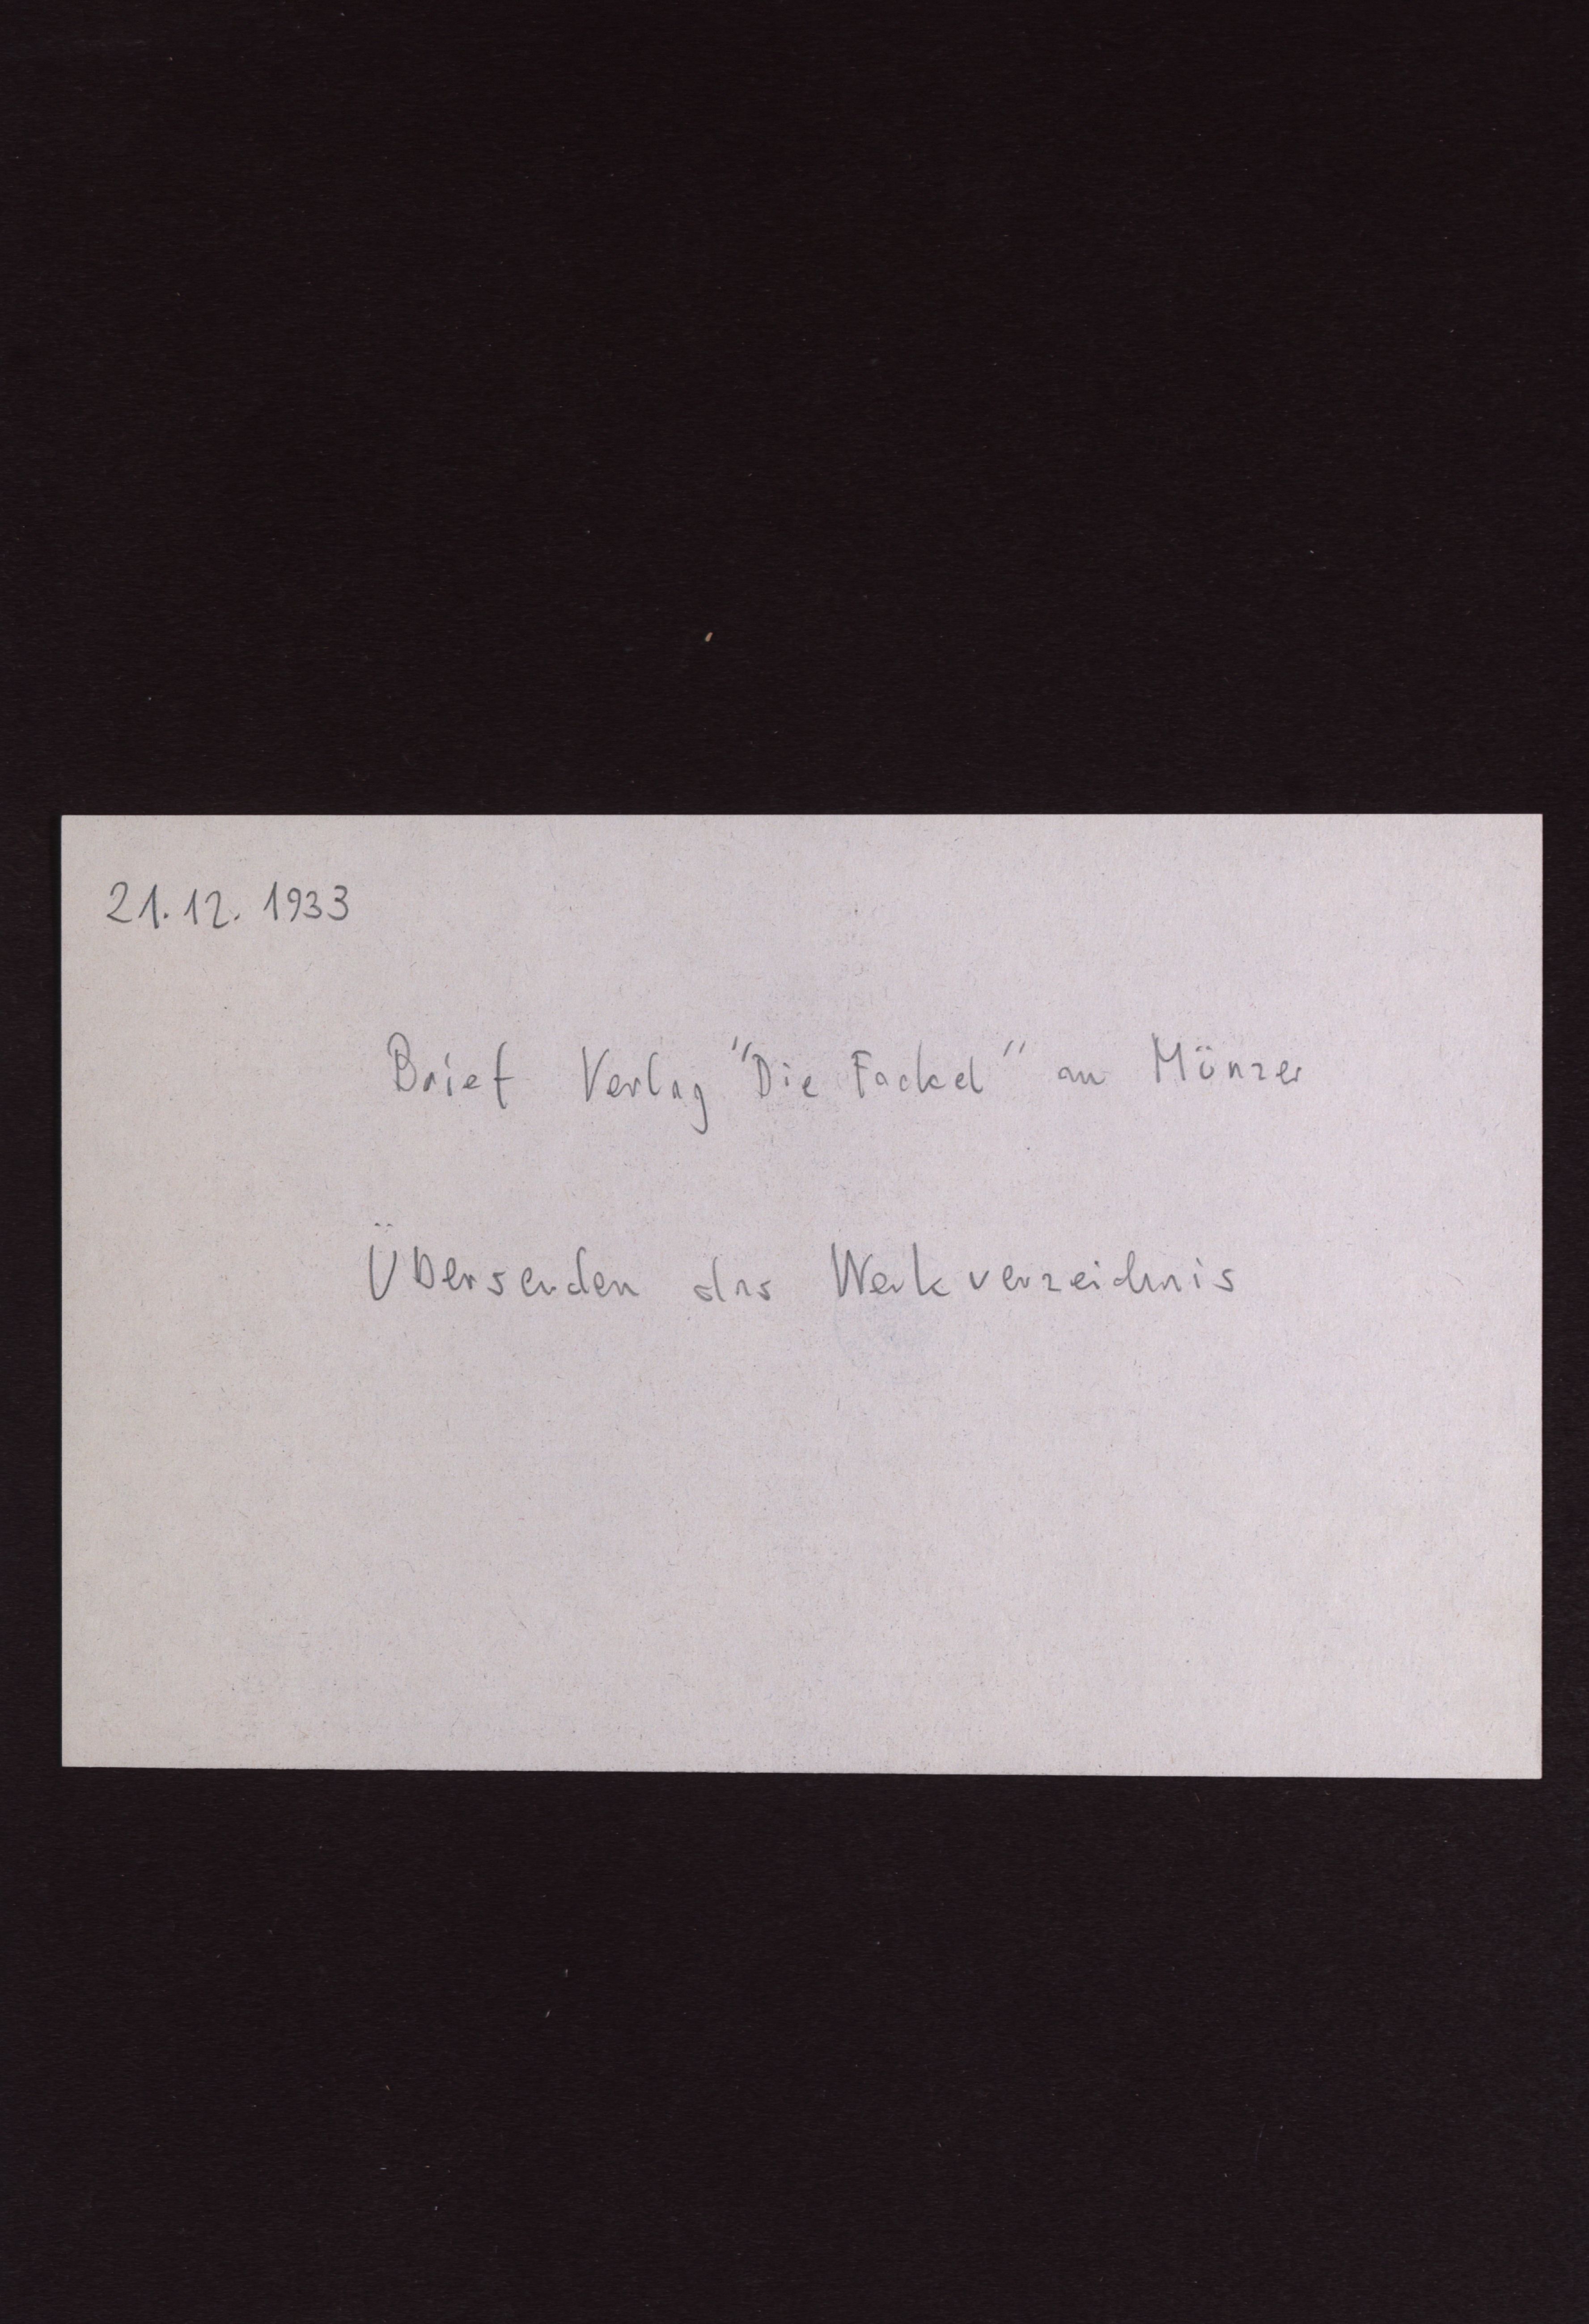 21.12.1933
Brief Verlag "Die Fackel" an Münzer
Übersenden das Werkverzeichnis